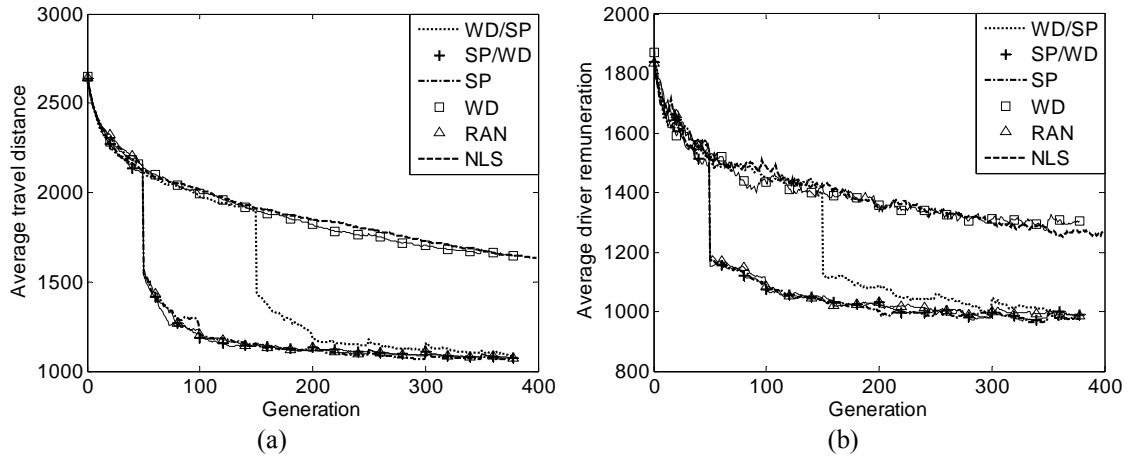 3000
2500
2000
1500
1000
0 100 200 300 400
Average travel distance
Generation
WD/SP
SP/WD
SP
WD
RAN
NLS
(a)
2000
1800
1600
1400
1200
1000
800
0 100 200 300 400
Average driver remuneration
Generation
WD/SP
SP/WD
SP
WD
RAN
NLS
(b)